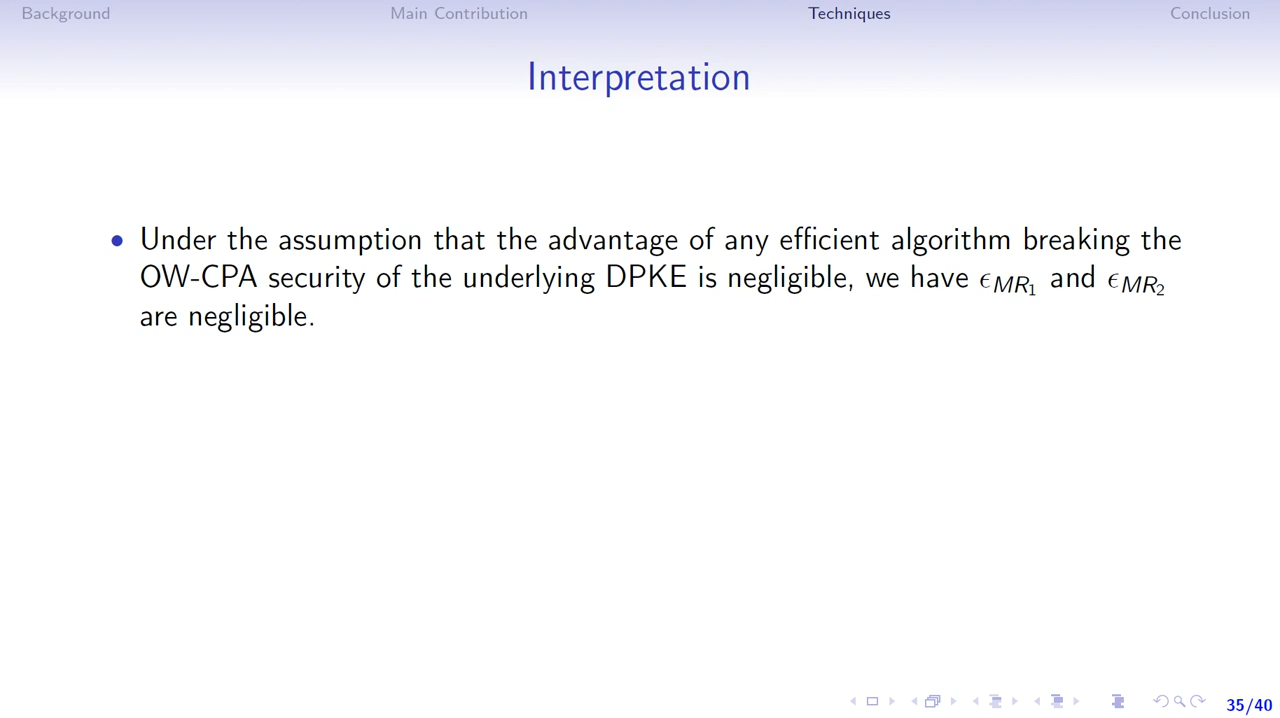 Background Main Contribution Techniques Conclusion
Interpretation
• Under the assumption that the advantage of any efficient algorithm breaking the
OW-CPA security of the underlying DPKE is negligible, we have ϵ_{MR_1} and ϵ_{MR_2}
are negligible.
35/40